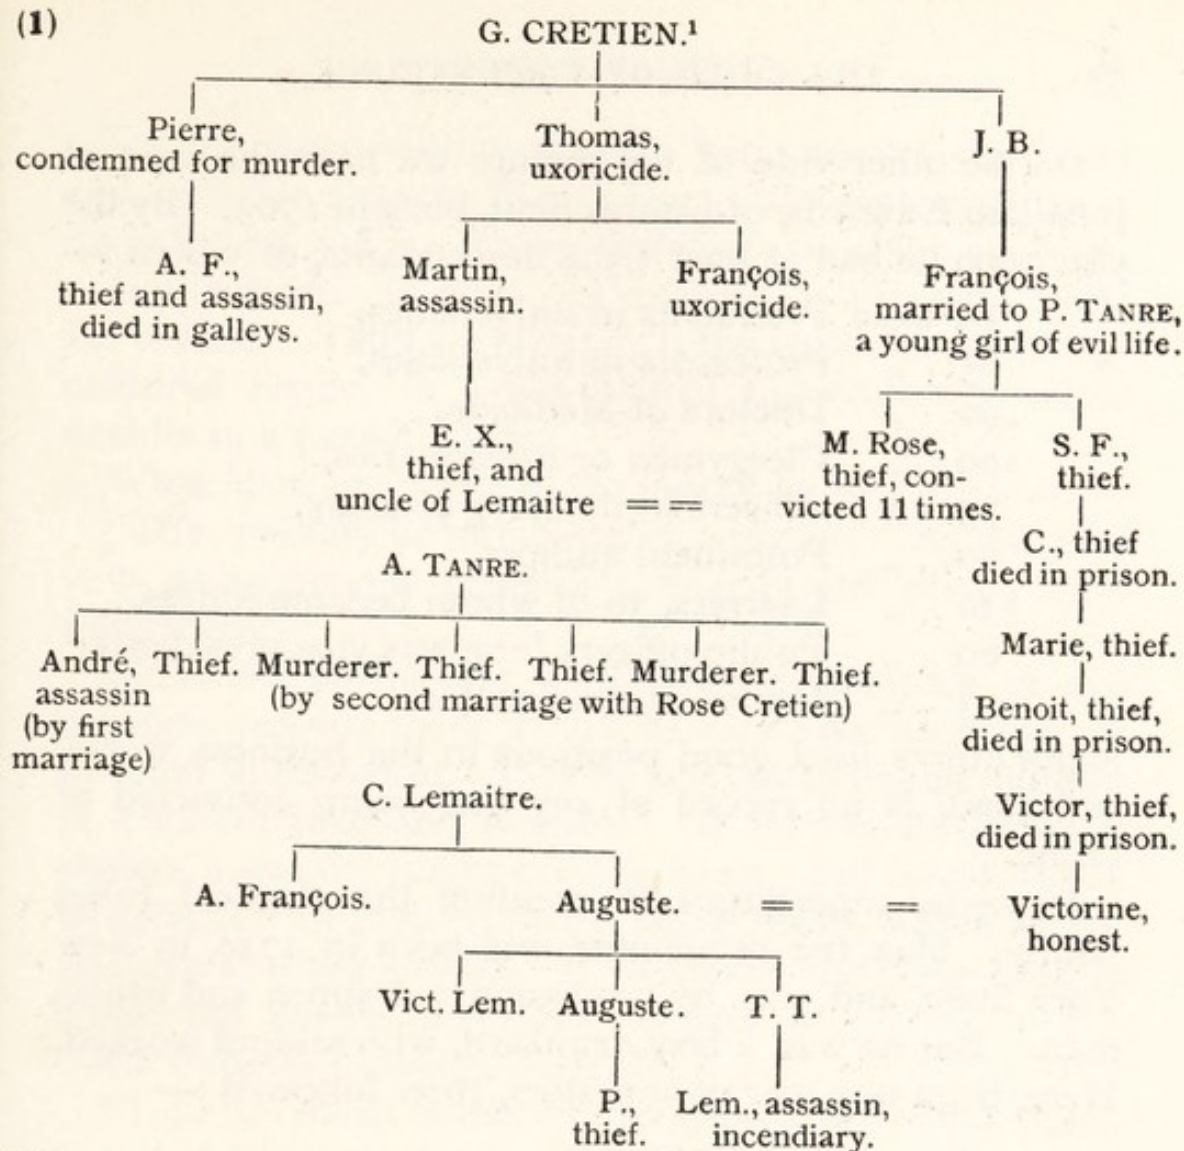 (1)
G. CRETIEN.¹
Pierre,
condemned for murder.
Thomas,
uxoricide.
J. B.
A. F.,
thief and assassin,
died in galleys.
Martin,
assassin.
François,
uxoricide.
François,
married to P. TANRE,
a young girl of evil life.
E. X.,
thief, and
uncle of Lemaitre
==
M. Rose,
thief, con-
victed 11 times.
S. F.,
thief.
C., thief
died in prison.
A. TANRE.
Marie, thief.
André,
assassin
(by first
marriage)
Thief. Murderer. Thief. Thief. Murderer. Thief.
(by second marriage with Rose Cretien)
Benoit, thief,
died in prison.
C. Lemaitre.
Victor, thief,
died in prison.
A. François.
Auguste. = = Victorine,
honest.
Vict. Lem. Auguste. T. T.
P.,
thief.
Lem., assassin,
incendiary.